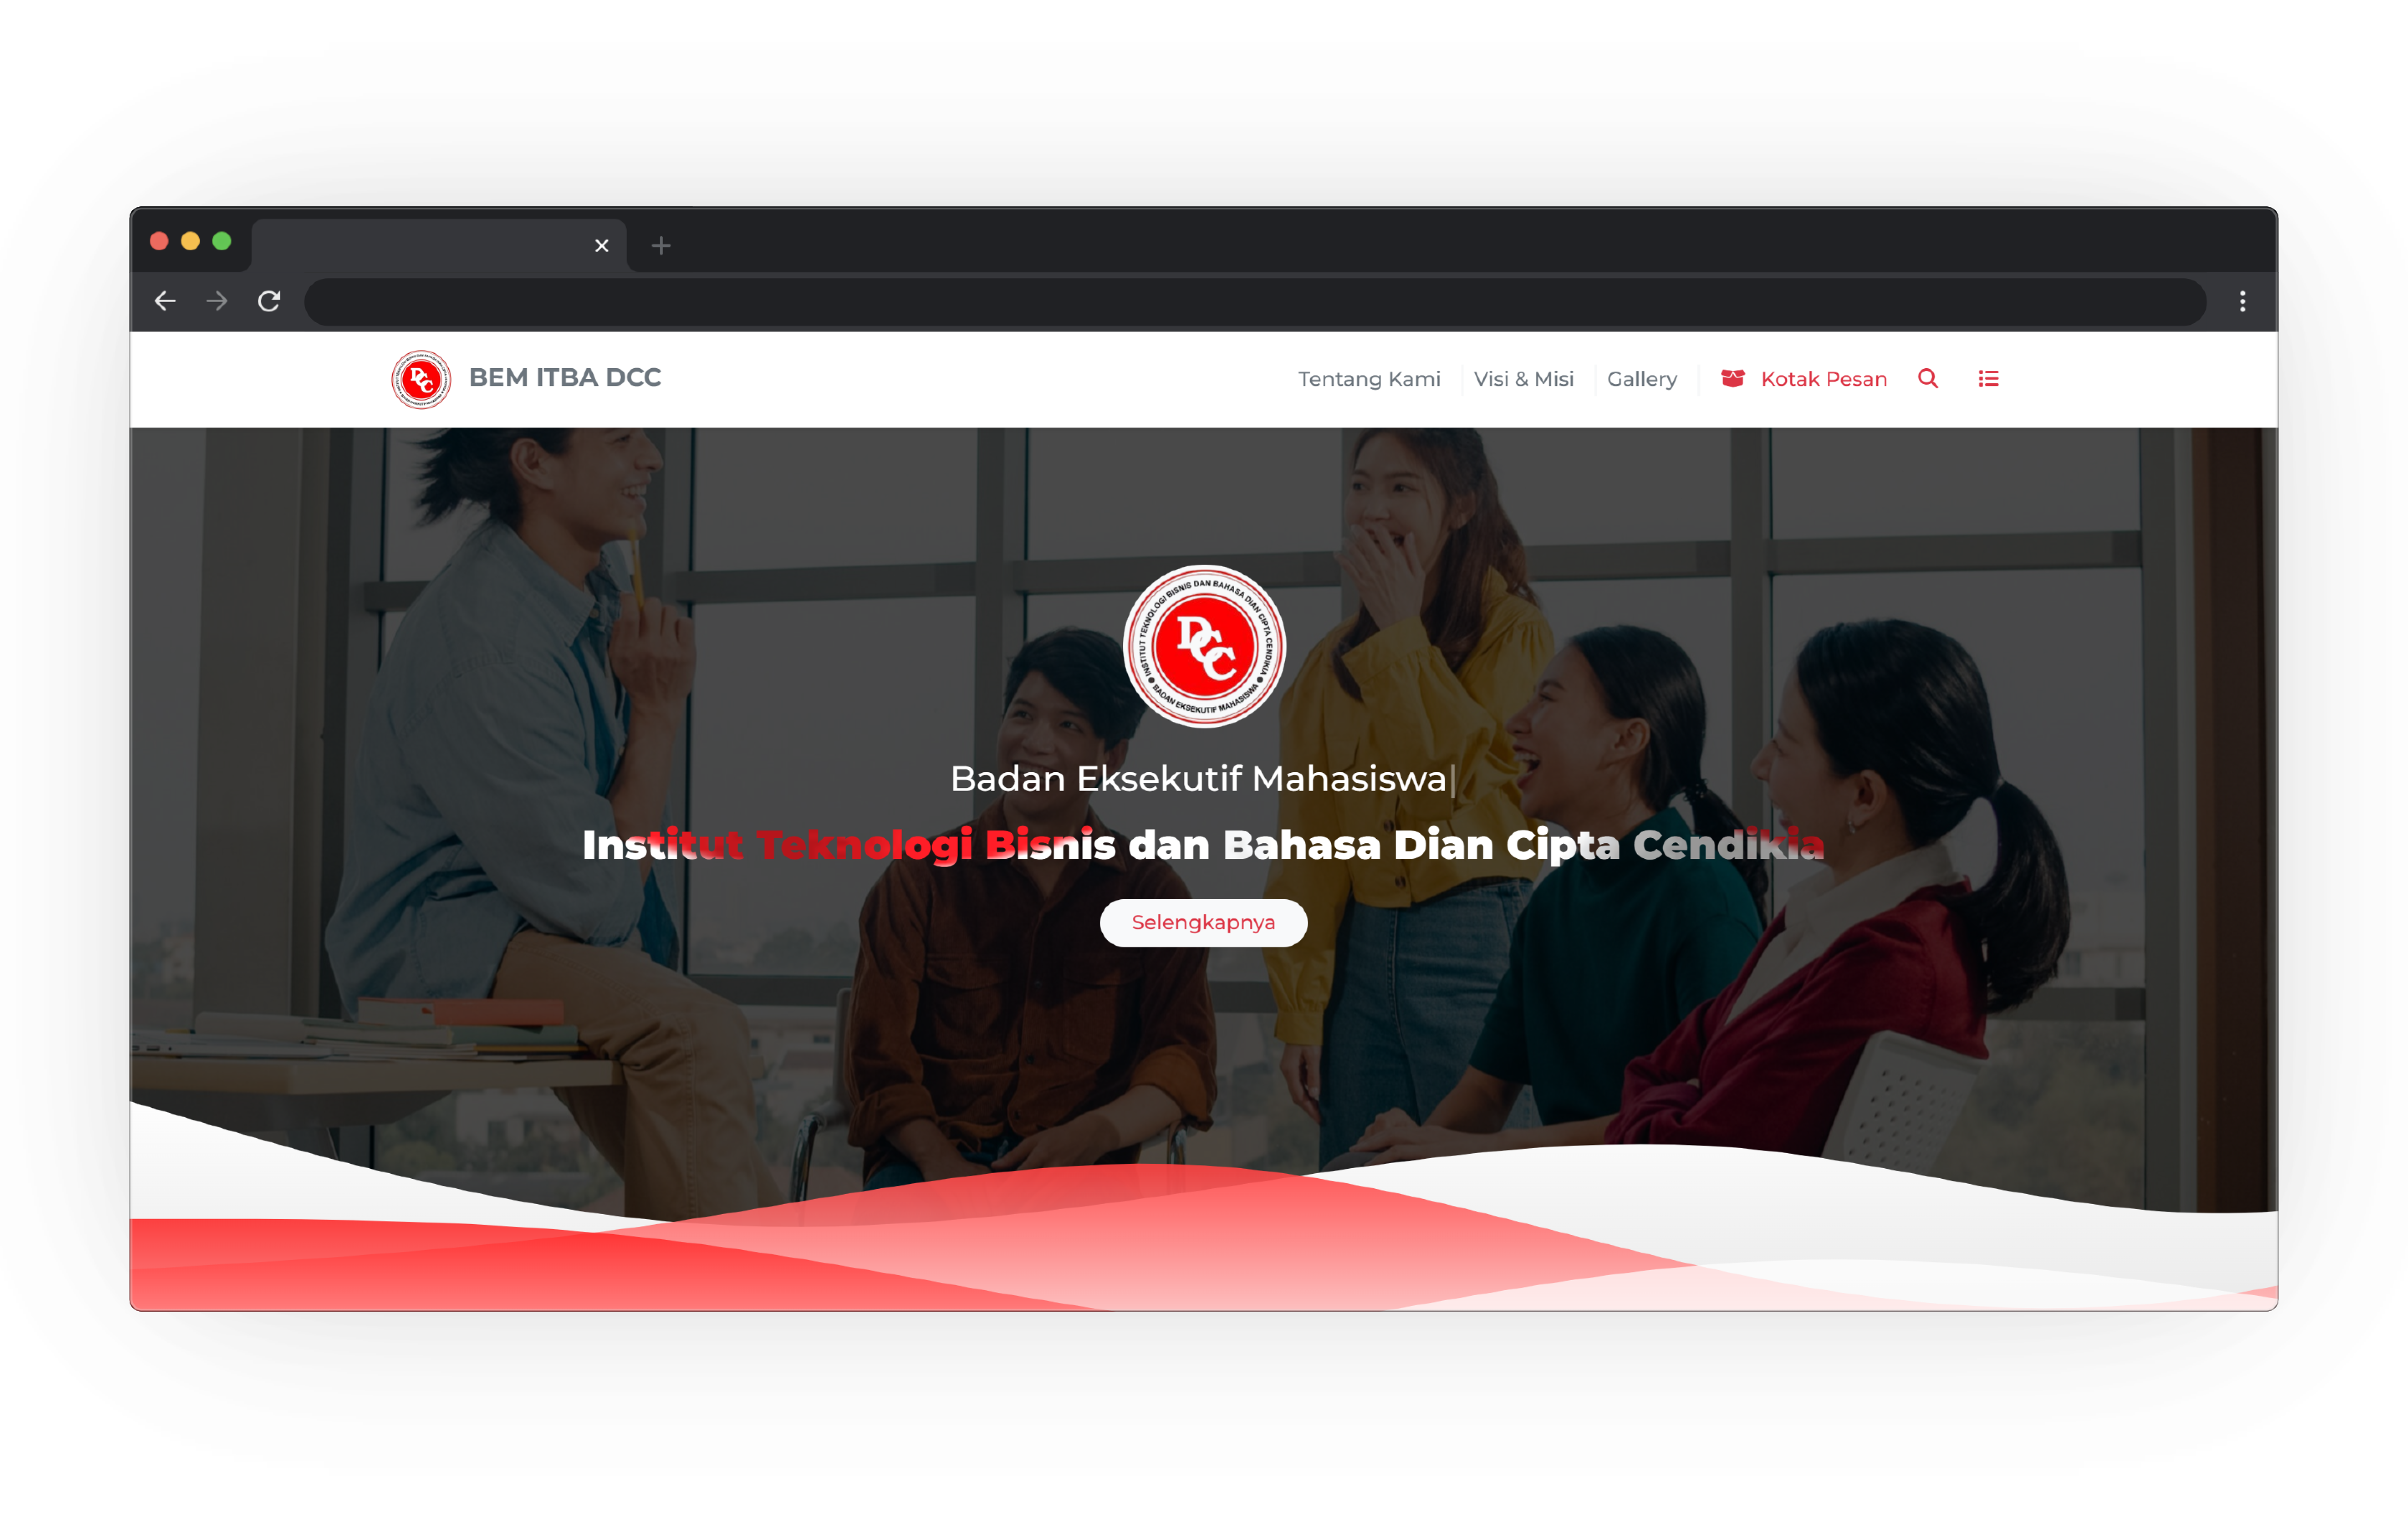 BEM ITBA DCC
Tentang Kami
Visi & Misi
Gallery
Kotak Pesan
INSTITUT TEKNOLOGI BISNIS DAN BAHASA DIAN CIPTA CENDIKIA
DCC
BADAN EKSEKUTIF MAHASISWA
Badan Eksekutif Mahasiswa
Institut Teknologi Bisnis dan Bahasa Dian Cipta Cendikia
Selengkapnya